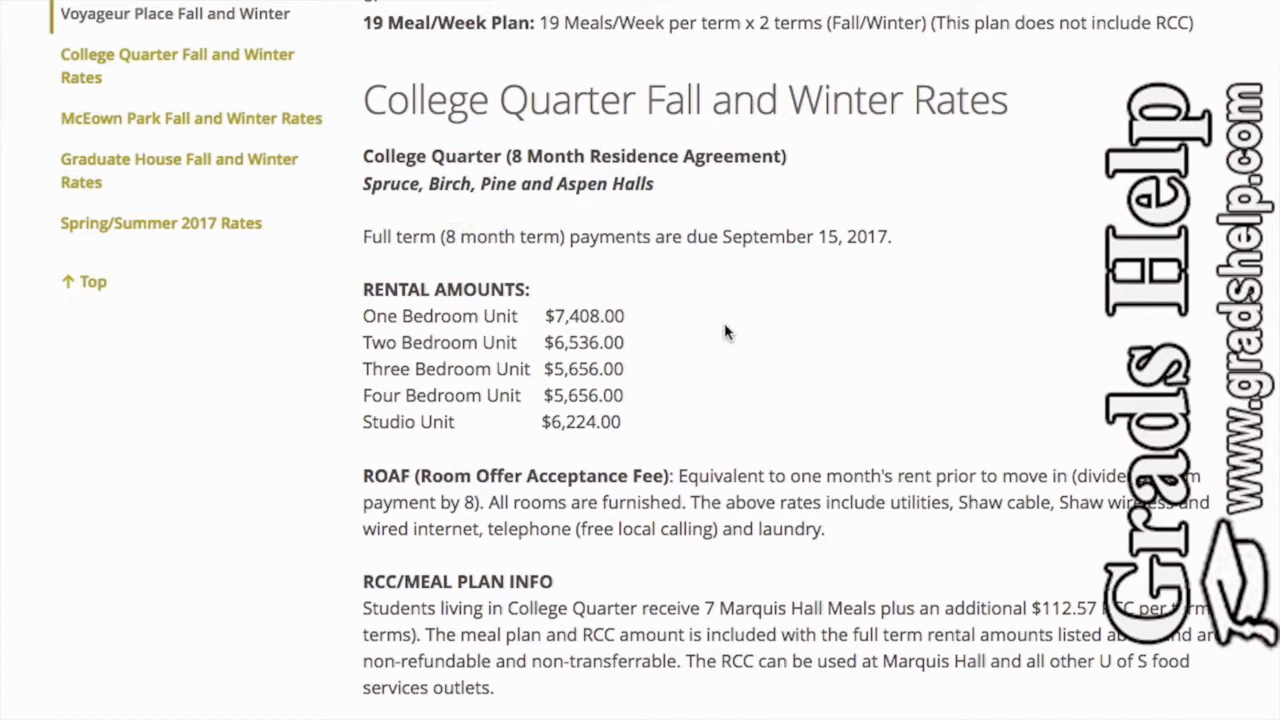 Voyageur Place Fall and Winter
College Quarter Fall and Winter
Rates
McEown Park Fall and Winter Rates
Graduate House Fall and Winter
Rates
Spring/Summer 2017 Rates
↑ Top
19 Meal/Week Plan: 19 Meals/Week per term x 2 terms (Fall/Winter) (This plan does not include RCC)
College Quarter Fall and Winter Rates
College Quarter (8 Month Residence Agreement)
Spruce, Birch, Pine and Aspen Halls
Full term (8 month term) payments are due September 15, 2017.
RENTAL AMOUNTS:
One Bedroom Unit $7,408.00
Two Bedroom Unit $6,536.00
Three Bedroom Unit $5,656.00
Four Bedroom Unit $5,656.00
Studio Unit $6,224.00
ROAF (Room Offer Acceptance Fee): Equivalent to one month's rent prior to move in
payment by 8). All rooms are furnished. The above rates include utilities, Shaw cable, Shaw wireless and
wired internet, telephone (free local calling) and laundry.
RCC/MEAL PLAN INFO
Students living in College Quarter receive 7 Marquis Hall Meals plus an additional $112.57 per
terms). The meal plan and RCC amount is included with the full term rental amounts listed
non-refundable and non-transferrable. The RCC can be used at Marquis Hall and all other U of S food
services outlets.
Grads Help
www.gradshelp.com